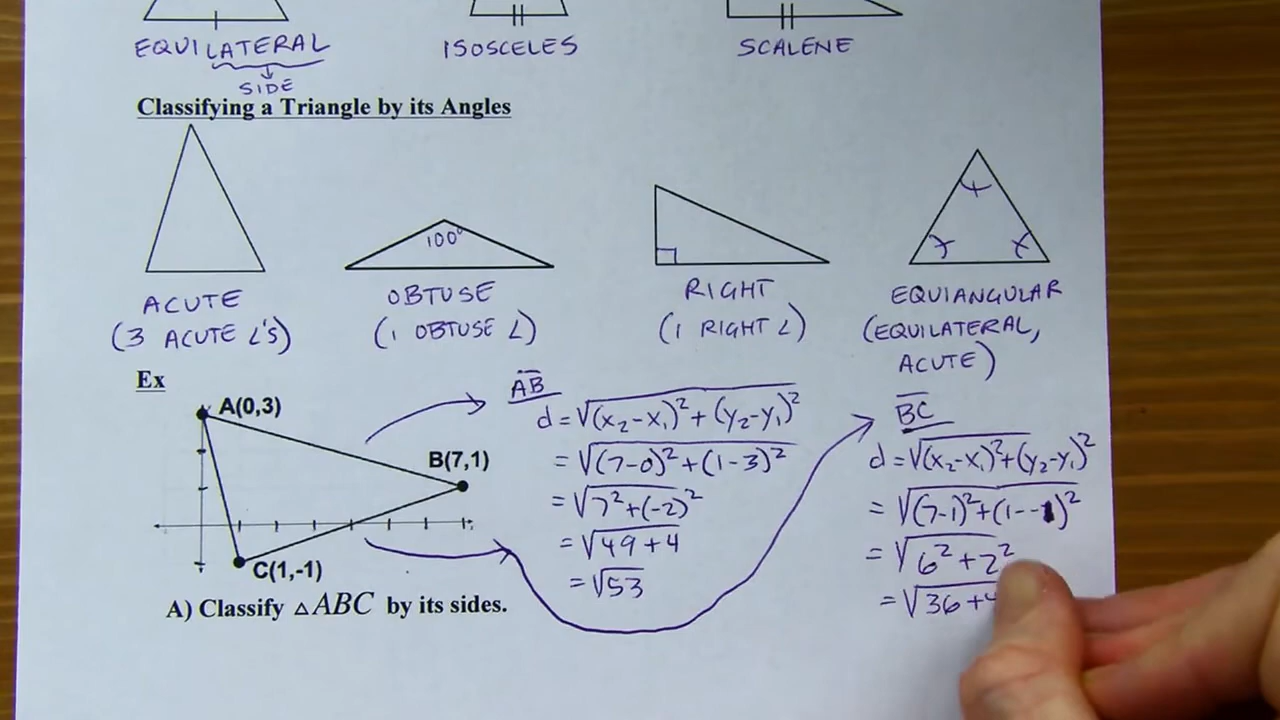 EQUILATERAL
ISOSCELES
SCALENE
SIDE
Classifying a Triangle by its Angles
100°
ACUTE
(3 ACUTE ∠'S)
OBTUSE
(1 OBTUSE ∠)
RIGHT
(1 RIGHT ∠)
EQUIANGULAR
(EQUILATERAL,
ACUTE)
Ex
A(0,3)
B(7,1)
C(1,-1)
A) Classify △ABC by its sides.
AB
d=√(x₂-x₁)²+(y₂-y₁)²
=√(7-0)²+(1-3)²
=√7²+(-2)²
=√49+4
=√53
BC
d=√(x₂-x₁)²+(y₂-y₁)²
=√(7-1)²+(1--1)²
=√6²+2²
=√36+4